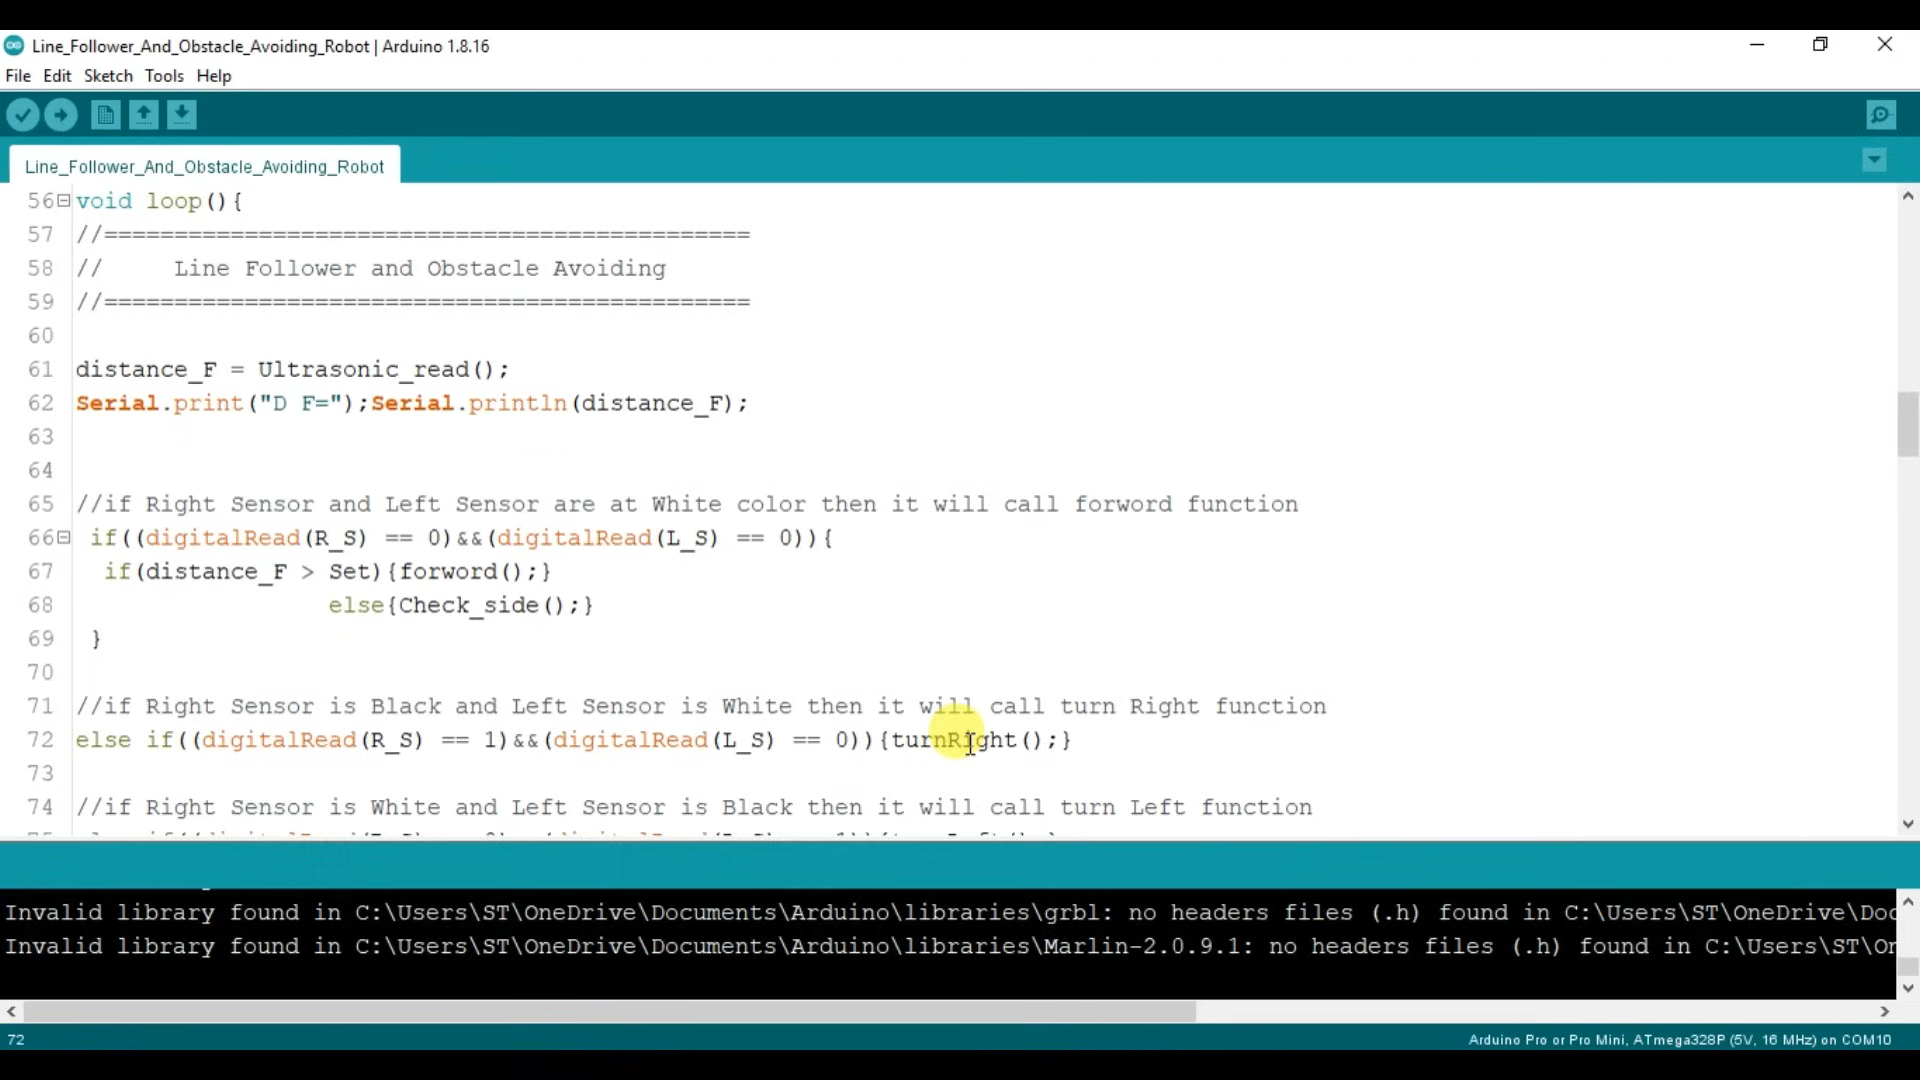 Line_Follower_And_Obstacle_Avoiding_Robot | Arduino 1.8.16
File Edit Sketch Tools Help
Line_Follower_And_Obstacle_Avoiding_Robot
56 void loop(){
57 //==============================================
58 //     Line Follower and Obstacle Avoiding
59 //==============================================
60
61 distance_F = Ultrasonic_read();
62 Serial.print("D F=");Serial.println(distance_F);
63
64
65 //if Right Sensor and Left Sensor are at White color then it will call forword function
66 if((digitalRead(R_S) == 0)&&(digitalRead(L_S) == 0)){
67 if(distance_F > Set){forword();}
68 else{Check_side();}
69 }
70
71 //if Right Sensor is Black and Left Sensor is White then it will call turn Right function
72 else if((digitalRead(R_S) == 1)&&(digitalRead(L_S) == 0)){turnRight();}
73
74 //if Right Sensor is White and Left Sensor is Black then it will call turn Left function
Invalid library found in C:\Users\ST\OneDrive\Documents\Arduino\libraries\grbl: no headers files (.h) found in C:\Users\ST\OneDrive\Doc
Invalid library found in C:\Users\ST\OneDrive\Documents\Arduino\libraries\Marlin-2.0.9.1: no headers files (.h) found in C:\Users\ST\On
72
Arduino Pro or Pro Mini, ATmega328P (5V, 16 MHz) on COM10